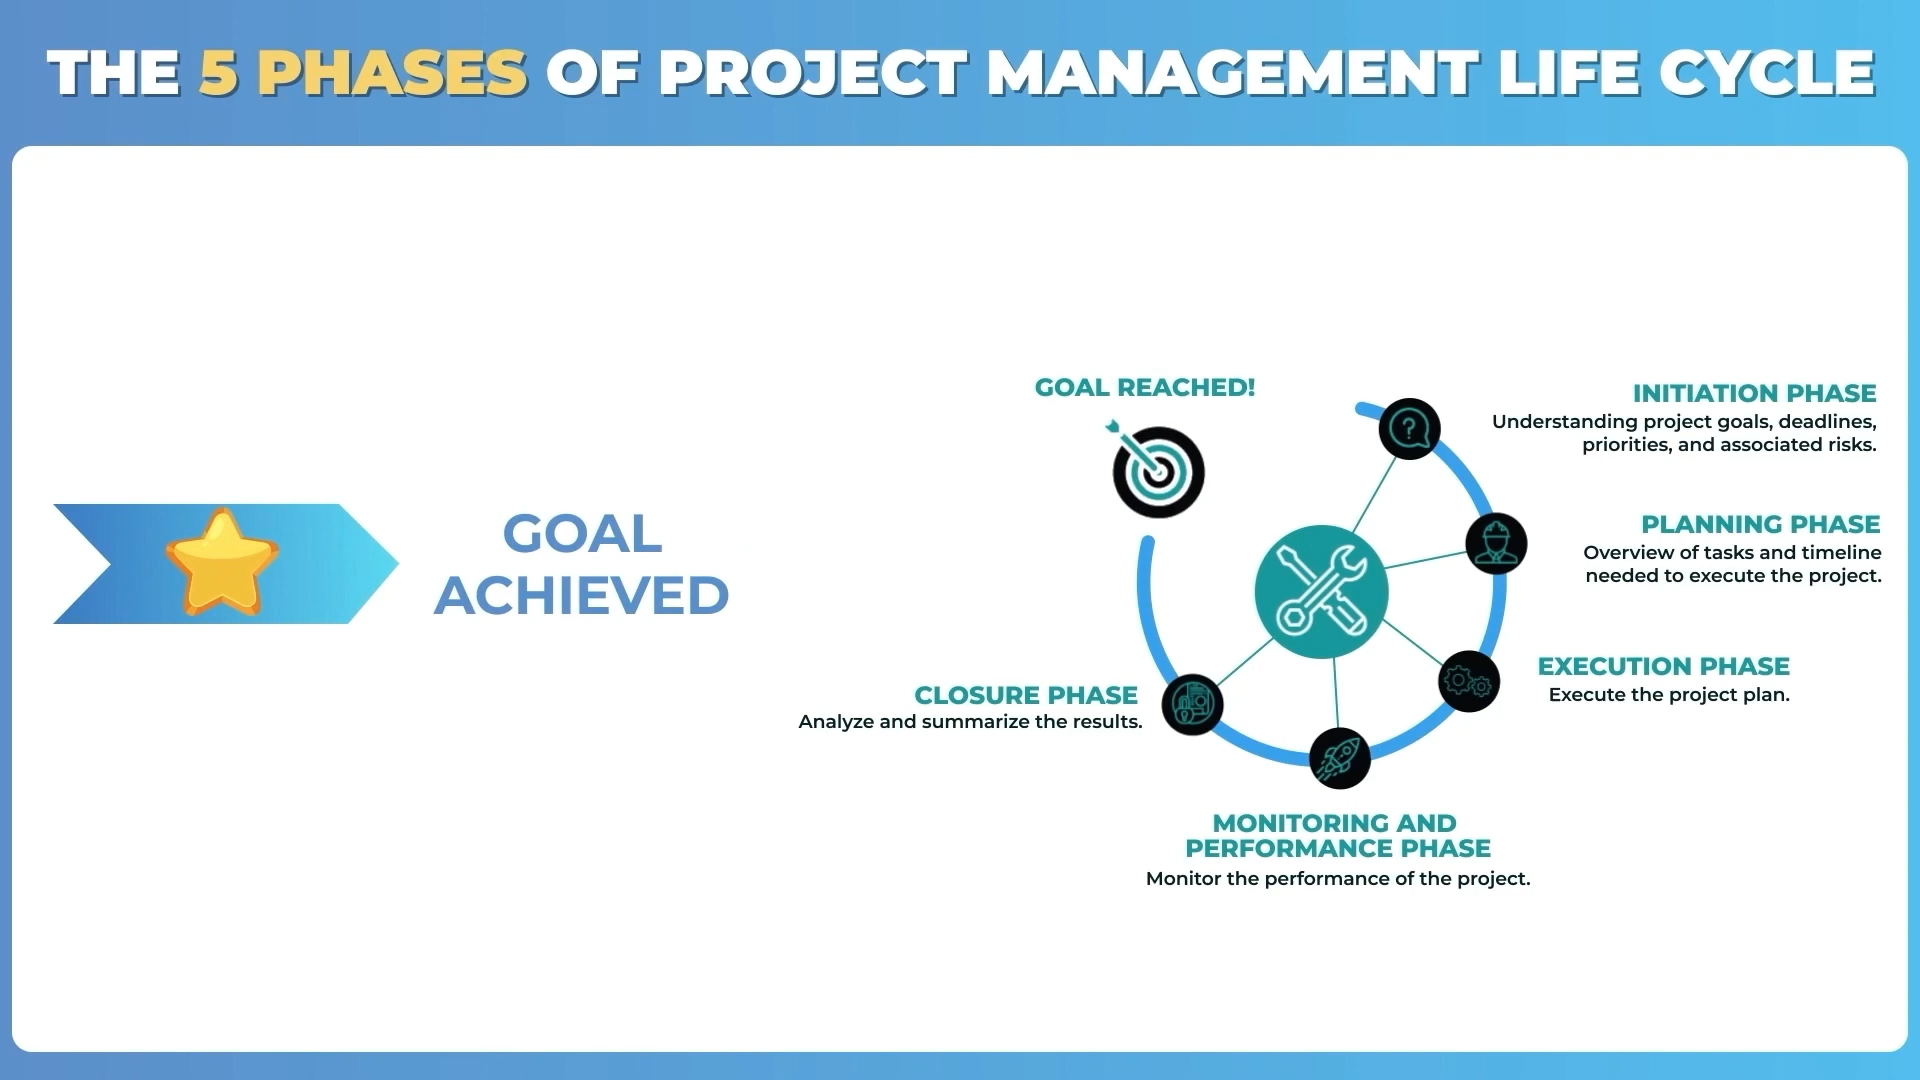 THE 5 PHASES OF PROJECT MANAGEMENT LIFE CYCLE
GOAL
ACHIEVED
GOAL REACHED!
INITIATION PHASE
Understanding project goals, deadlines,
priorities, and associated risks.
PLANNING PHASE
Overview of tasks and timeline
needed to execute the project.
EXECUTION PHASE
Execute the project plan.
MONITORING AND
PERFORMANCE PHASE
Monitor the performance of the project.
CLOSURE PHASE
Analyze and summarize the results.